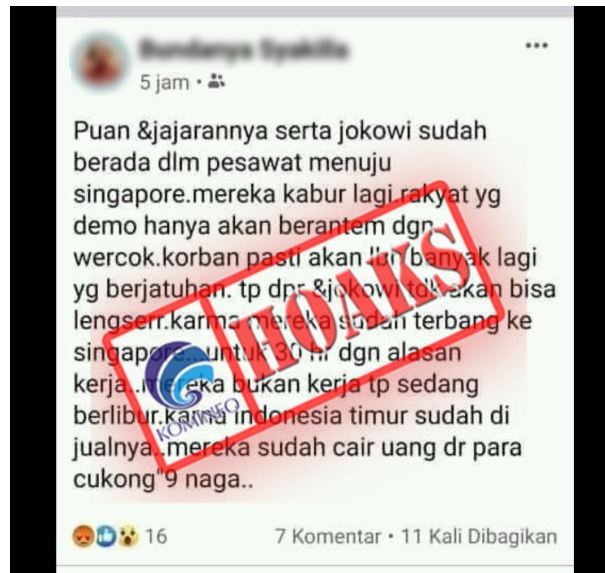 5 jam
Puan &jajarannya serta jokowi sudah
berada dlm pesawat menuju
singapore.mereka kabur lagi.rakyat yg
demo hanya akan berantem dgn
wercok.korban pasti akan lbh banyak lagi
yg berjatuhan. tp dpr &jokowi tdk akan bisa
lengserr.karna mereka sudah terbang ke
singapore...untuk 30 hr dgn alasan
kerja..mereka bukan kerja tp sedang
berlibur.karna indonesia timur sudah di
jualnya..mereka sudah cair uang dr para
cukong"9 naga..
HOAKS
KOMINFO
16
7 Komentar • 11 Kali Dibagikan